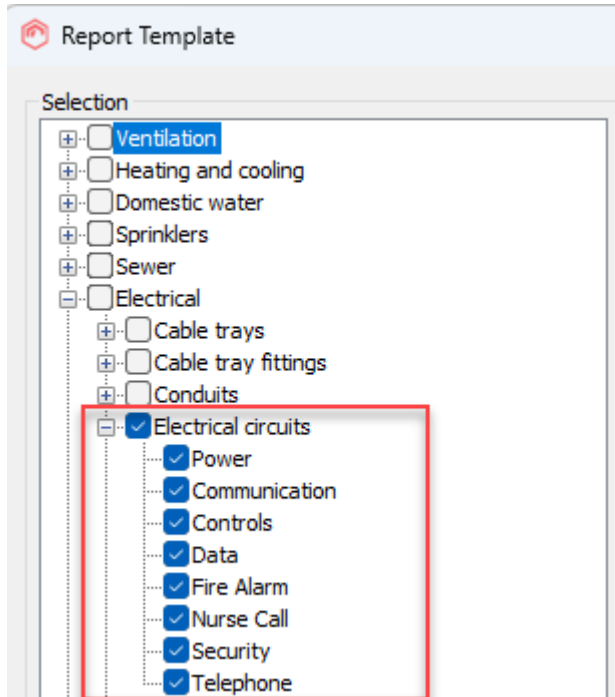 Report Template
Selection
Ventilation
Heating and cooling
Domestic water
Sprinklers
Sewer
Electrical
Cable trays
Cable tray fittings
Conduits
Electrical circuits
Power
Communication
Controls
Data
Fire Alarm
Nurse Call
Security
Telephone